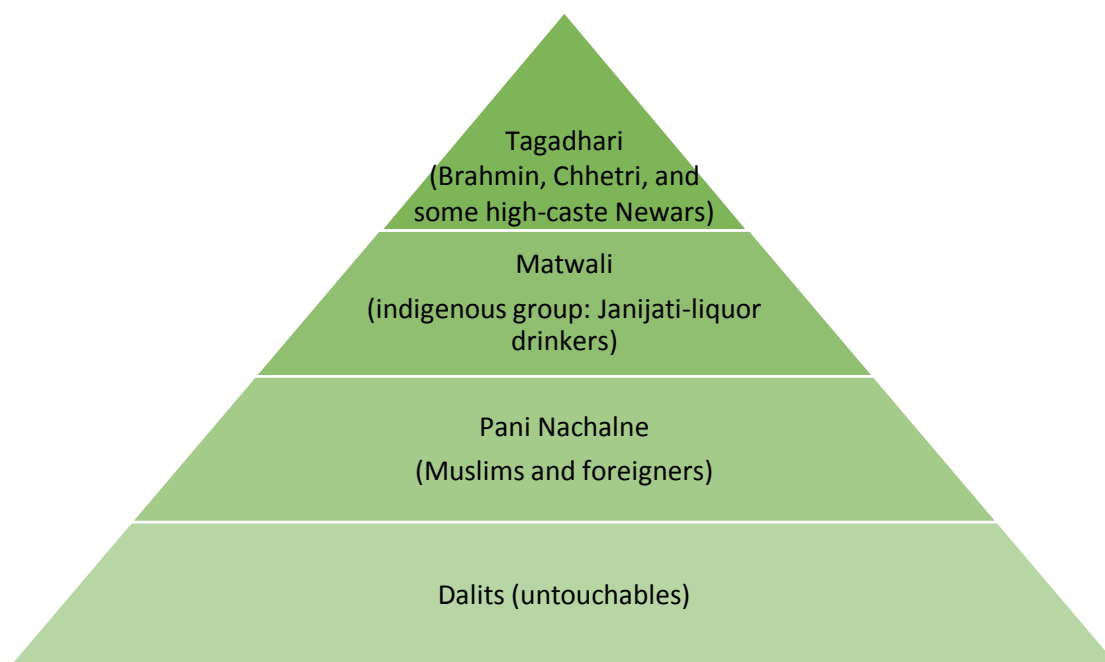 Tagadhari
(Brahmin, Chhetri, and
some high-caste Newars)
Matwali
(indigenous group: Janijati-liquor
drinkers)
Pani Nachalne
(Muslims and foreigners)
Dalits (untouchables)